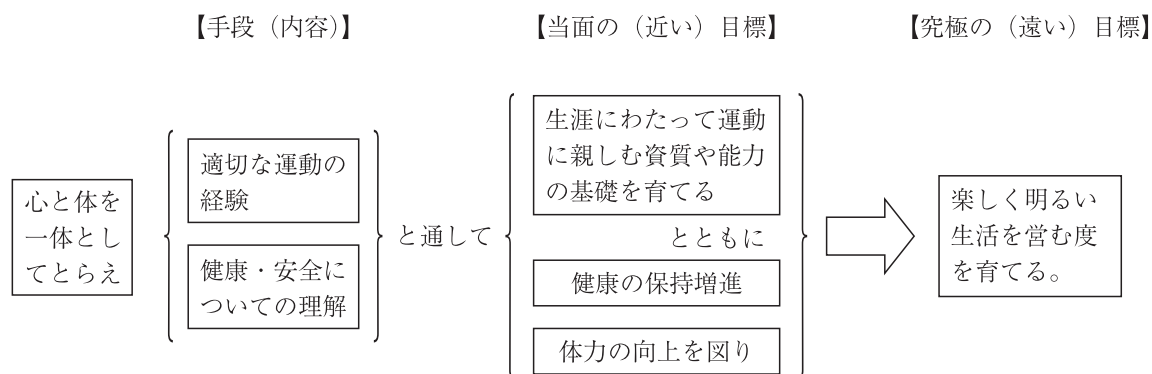 【手段（内容）】
【当面の（近い）目標】
【究極の（遠い）目標】
心と体を
一体とし
てとらえ
適切な運動の
経験
健康・安全に
ついての理解
と通して
生涯にわたって運動
に親しむ資質や能力
の基礎を育てる
とともに
健康の保持増進
体力の向上を図り
楽しく明るい
生活を営む度
を育てる。